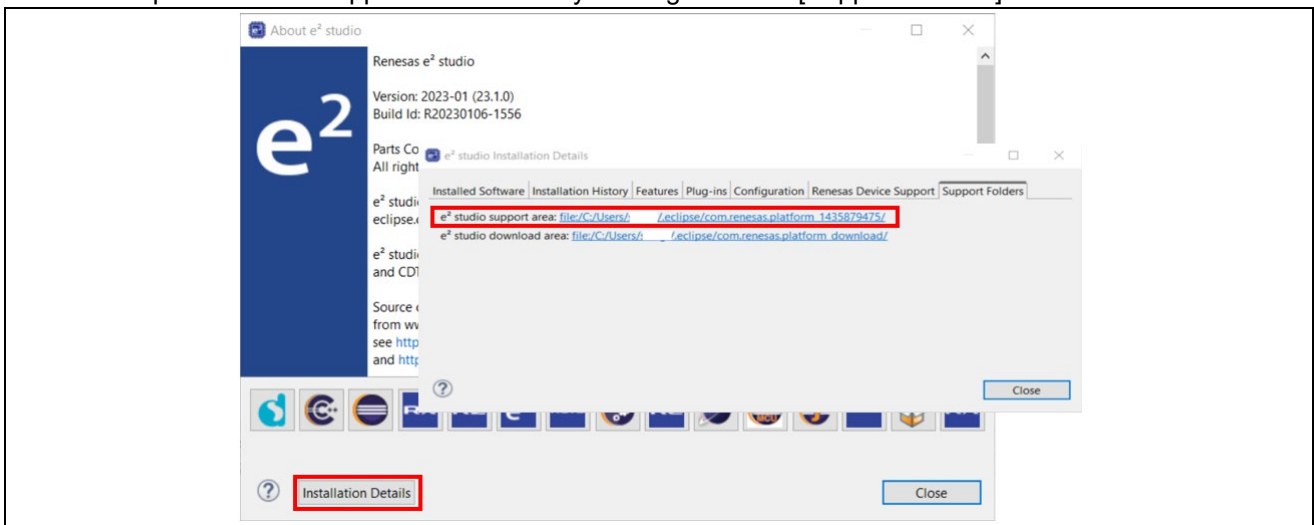 About e² studio
Renesas e² studio
Version: 2023-01 (23.1.0)
Build Id: R20230106-1556
Parts Co
All right
e² studi
eclipse.
e² studi
and CD
Source
from w
see http
and http
e²
e² studio Installation Details
Installed Software Installation History Features Plug-ins Configuration Renesas Device Support Support Folders
e² studio support area: file:/C:/Users/ /.eclipse/com.renesas.platform_1435879475/
e² studio download area: file:/C:/Users/ /.eclipse/com.renesas.platform_download/
Close
Installation Details
Close